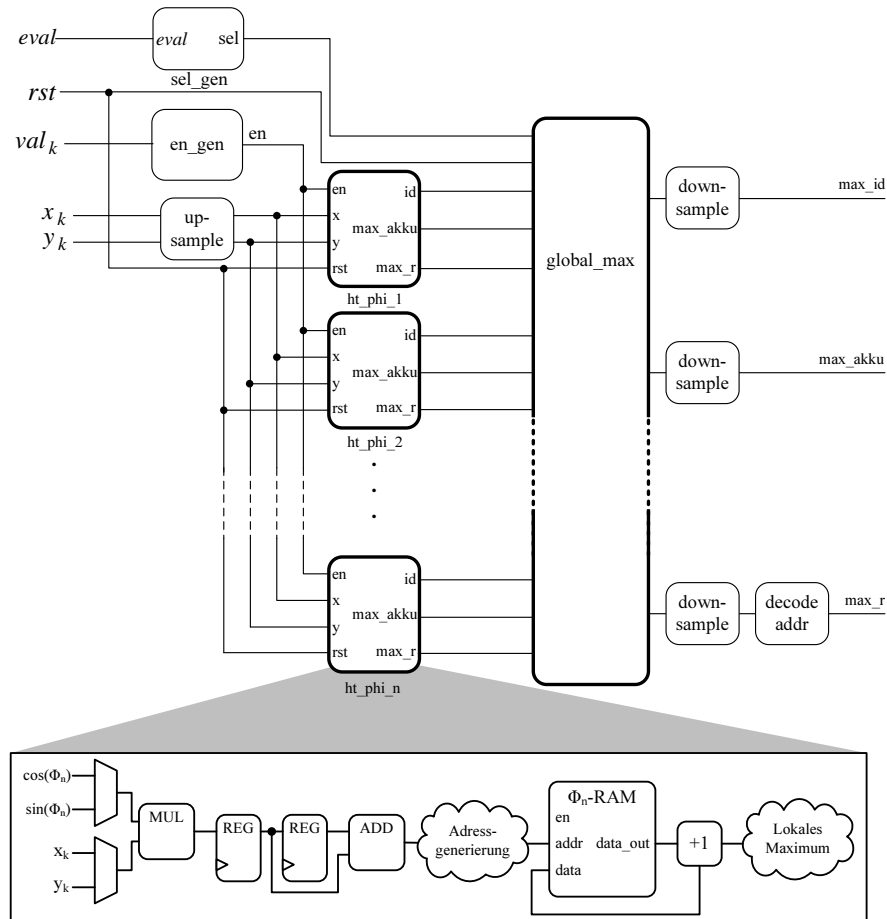 eval
eval sel
sel_gen
rst
val k
en_gen
en
x k
y k
up-
sample
en
x
y
rst
id
max_akku
max_r
ht_phi_1
en
x
y
rst
id
max_akku
max_r
ht_phi_2
en
x
y
rst
id
max_akku
max_r
ht_phi_n
global_max
down-
sample
max_id
down-
sample
max_akku
down-
sample
decode
addr
max_r
cos(Φn)
sin(Φn)
xk
yk
MUL
REG
REG
ADD
Adress-
generierung
Φn-RAM
en
addr data_out
data
+1
Lokales
Maximum